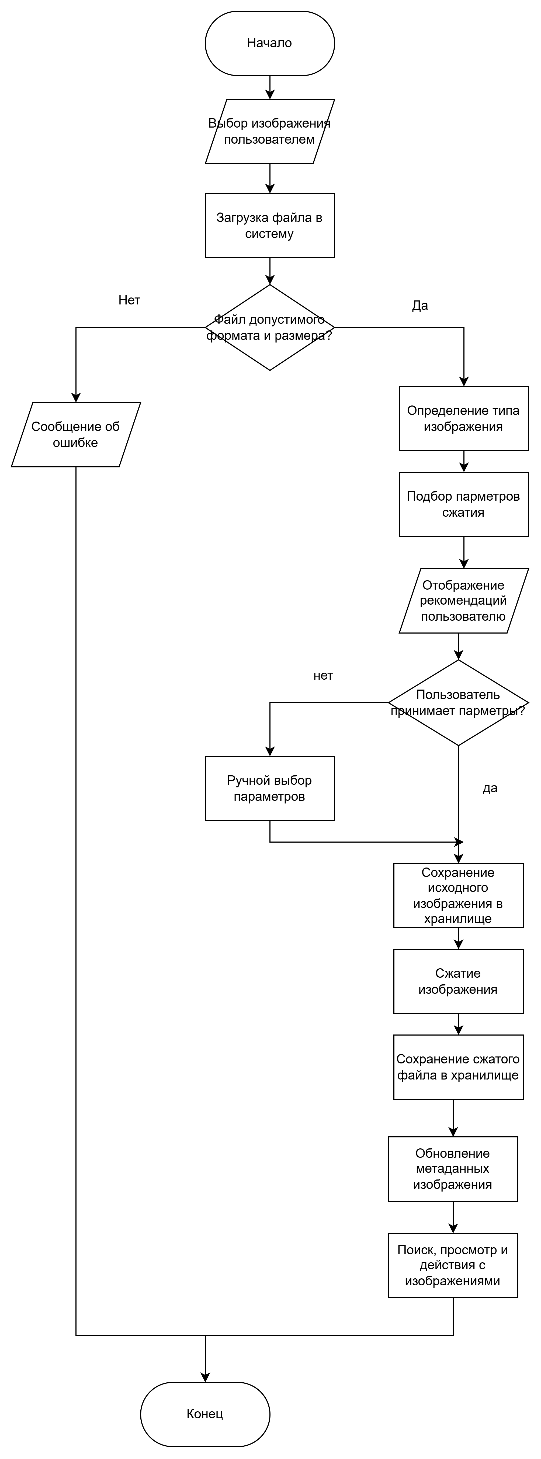 Начало
Выбор изображения
пользователем
Загрузка файла в
систему
Файл допустимого
формата и размера?
Нет
Да
Сообщение об
ошибке
Определение типа
изображения
Подбор парметров
сжатия
Отображение
рекомендаций
пользователю
Пользователь
принимает парметры?
нет
да
Ручной выбор
параметров
Сохранение
исходного
изображения в
хранилище
Сжатие
изображения
Сохранение сжатого
файла в хранилище
Обновление
метаданных
изображения
Поиск, просмотр и
действия с
изображениями
Конец